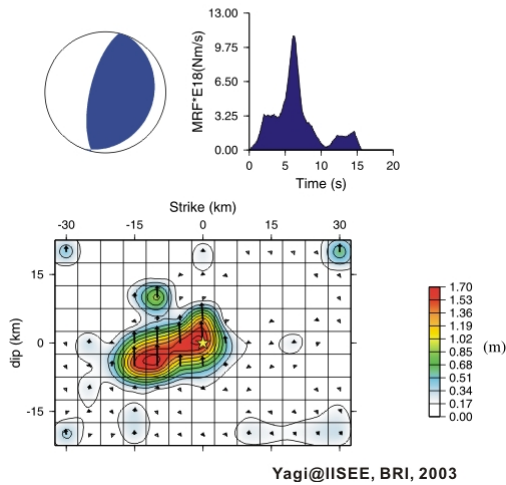 13.00
9.75
6.50
3.25
0.00
MRF*E18(Nm/s)
0 5 10 15 20
Time (s)
Strike (km)
-30 -15 0 15 30
15
0
-15
dip (km)
1.70
1.53
1.36
1.19
1.02
0.85
0.68
0.51
0.34
0.17
0.00
(m)
Yagi@IISEE, BRI, 2003